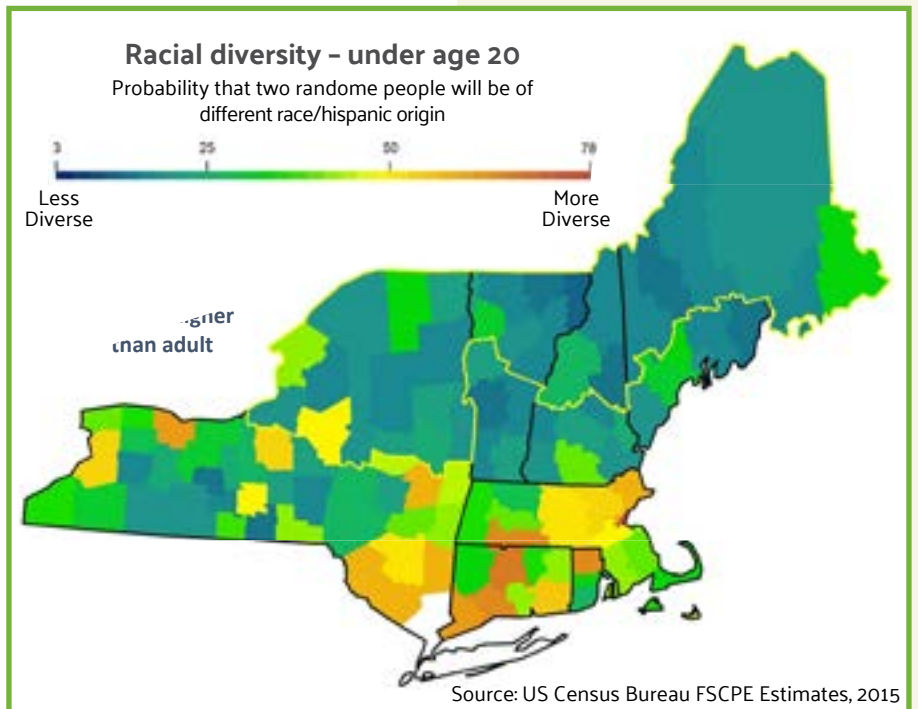 Racial diversity – under age 20
Probability that two randome people will be of
different race/hispanic origin
3 25 50 78
Less
Diverse
More
Diverse
than adult
Source: US Census Bureau FSCPE Estimates, 2015